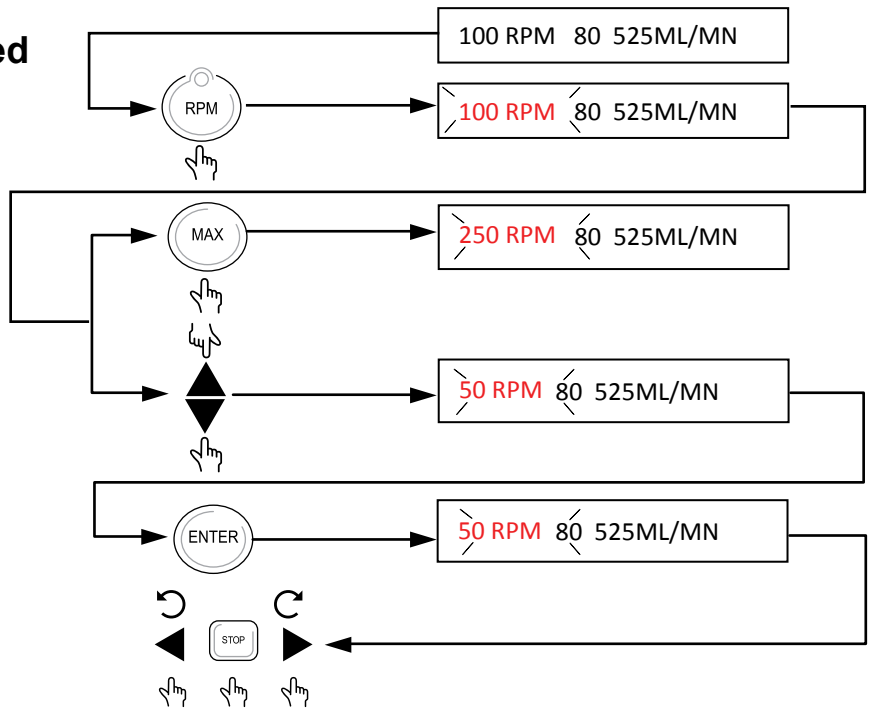 ed
100 RPM 80 525ML/MN
RPM
100 RPM 80 525ML/MN
MAX
250 RPM 80 525ML/MN
50 RPM 80 525ML/MN
ENTER
50 RPM 80 525ML/MN
STOP